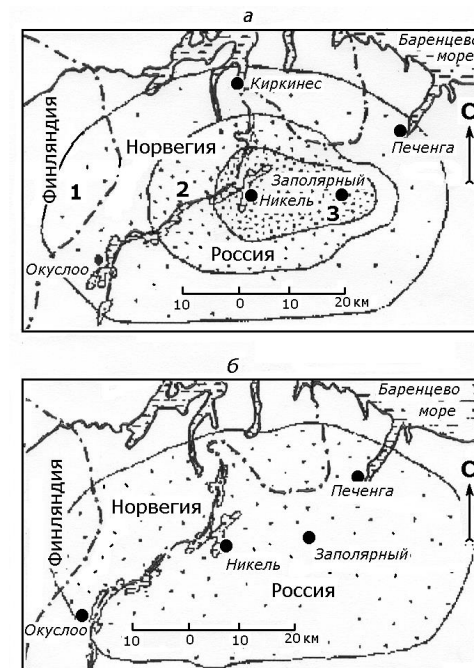 а
Баренцево
море
Киркинес
С
Печенга
Норвегия
Финляндия
1
2
Заполярный
Никель
3
Россия
Окуслоо
10 0 10 20 км
б
Баренцево
море
С
Финляндия
Печенга
Норвегия
Никель
Заполярный
Россия
Окуслоо
10 0 10 20 км